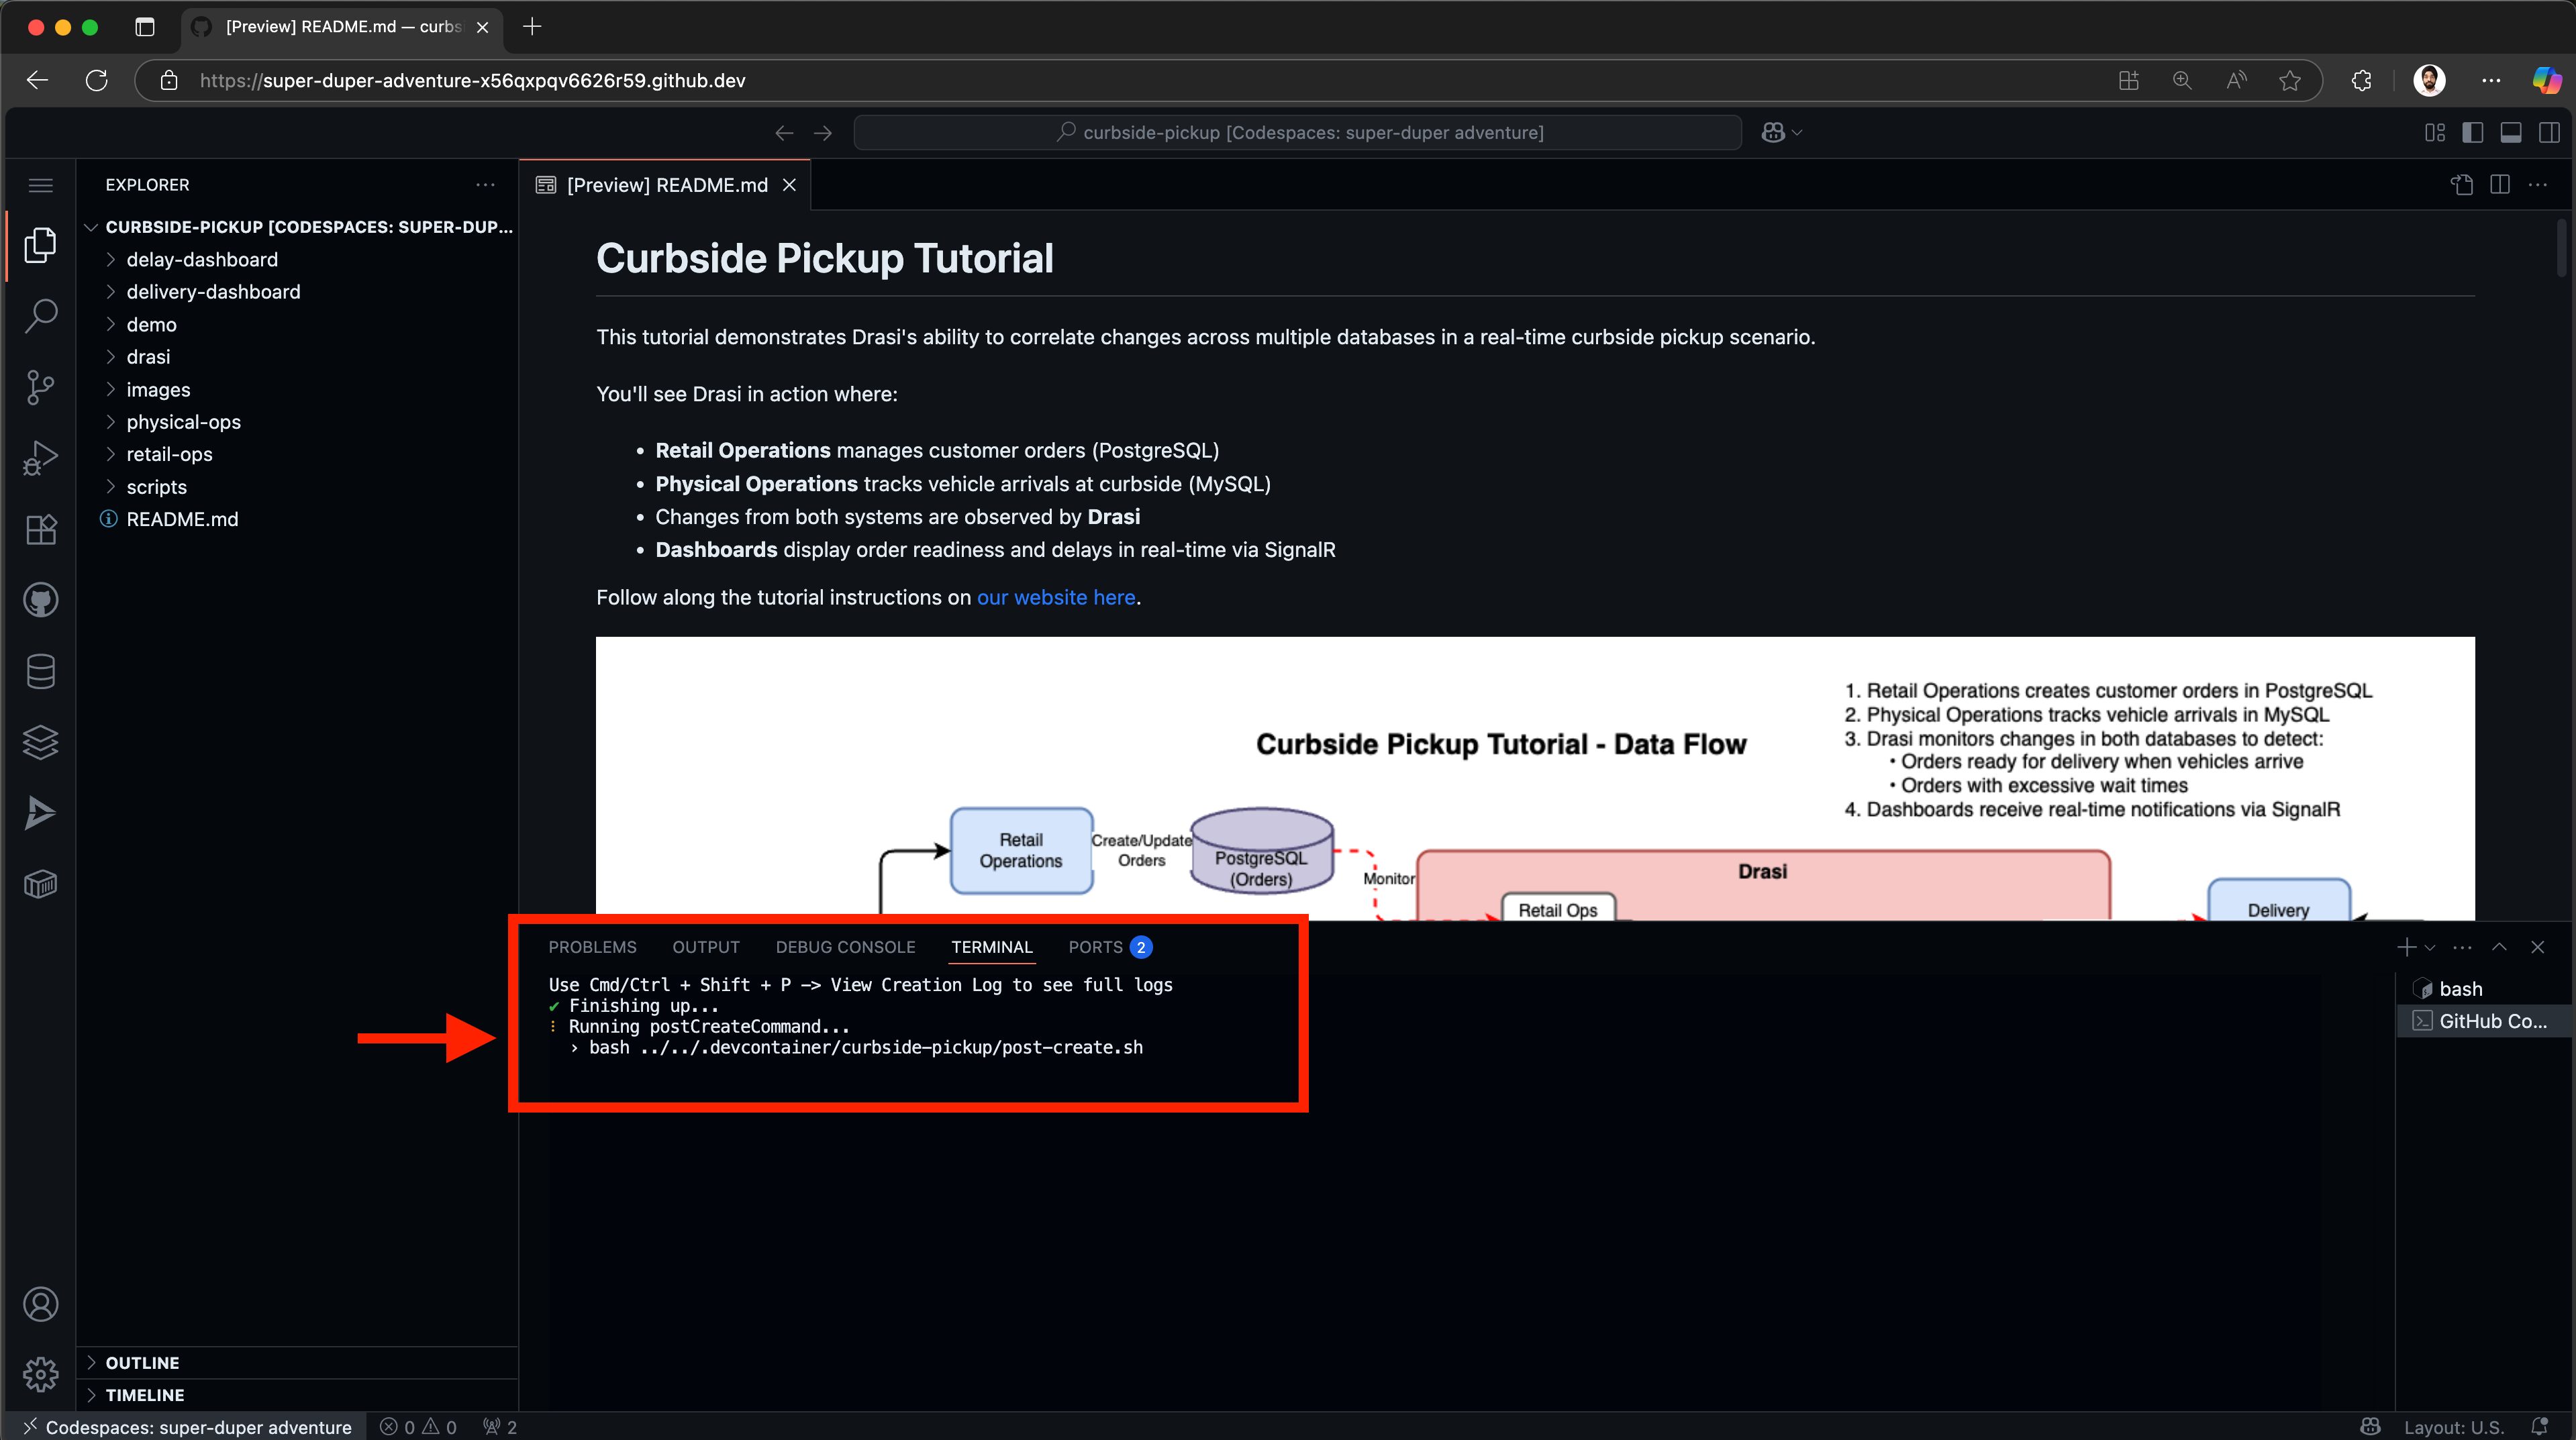 [Preview] README.md — curbs
https://super-duper-adventure-x56qxpqv6626r59.github.dev
curbside-pickup [Codespaces: super-duper adventure]
EXPLORER
CURBSIDE-PICKUP [CODESPACES: SUPER-DUP...
delay-dashboard
delivery-dashboard
demo
drasi
images
physical-ops
retail-ops
scripts
README.md
OUTLINE
TIMELINE
[Preview] README.md
Curbside Pickup Tutorial
This tutorial demonstrates Drasi's ability to correlate changes across multiple databases in a real-time curbside pickup scenario.
You'll see Drasi in action where:
• Retail Operations manages customer orders (PostgreSQL)
• Physical Operations tracks vehicle arrivals at curbside (MySQL)
• Changes from both systems are observed by Drasi
• Dashboards display order readiness and delays in real-time via SignalR
Follow along the tutorial instructions on our website here.
Curbside Pickup Tutorial - Data Flow
1. Retail Operations creates customer orders in PostgreSQL
2. Physical Operations tracks vehicle arrivals in MySQL
3. Drasi monitors changes in both databases to detect:
• Orders ready for delivery when vehicles arrive
• Orders with excessive wait times
4. Dashboards receive real-time notifications via SignalR
Retail
Operations
Create/Update
Orders
PostgreSQL
(Orders)
Monitor
Drasi
Retail Ops
Delivery
PROBLEMS OUTPUT DEBUG CONSOLE TERMINAL PORTS 2
Use Cmd/Ctrl + Shift + P -> View Creation Log to see full logs
✔ Finishing up...
⠇ Running postCreateCommand...
› bash ../../.devcontainer/curbside-pickup/post-create.sh
bash
GitHub Co...
Codespaces: super-duper adventure 0 0 2
Layout: U.S.